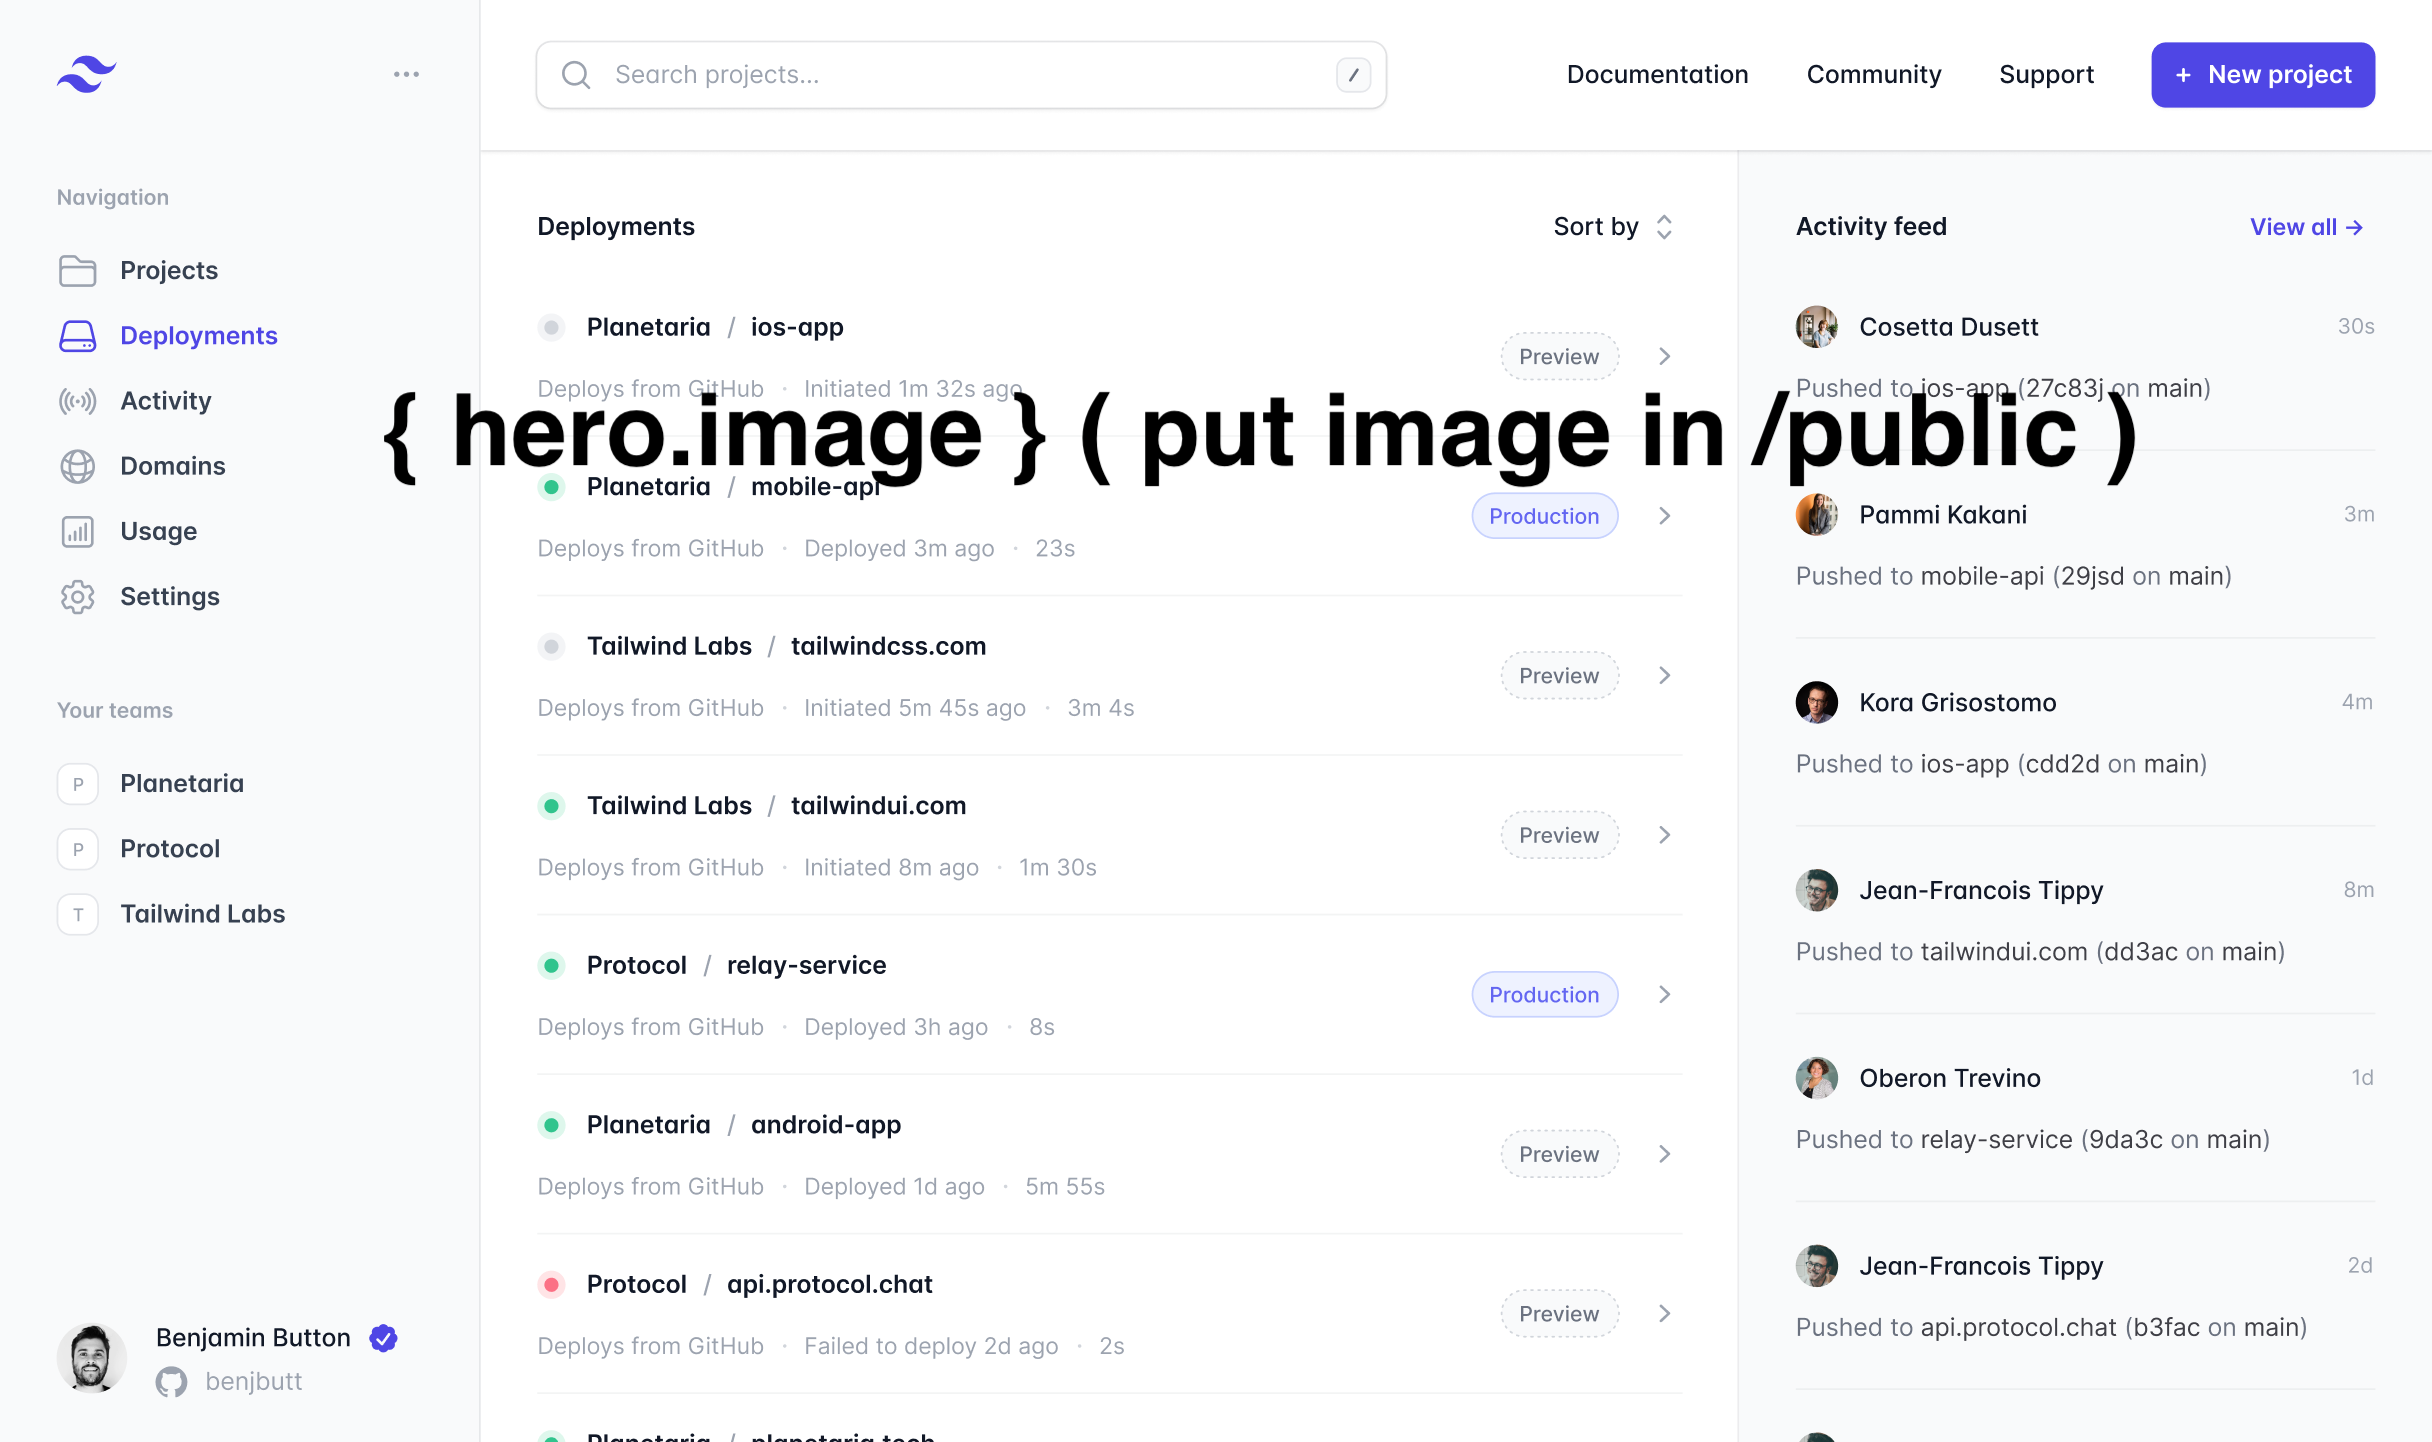 Search projects...
/
Documentation
Community
Support
+ New project
Navigation
Projects
Deployments
Activity
Domains
Usage
Settings
Your teams
P Planetaria
P Protocol
T Tailwind Labs
Benjamin Button
benjbutt
{ hero.image } ( put image in /public )
Deployments
Sort by
Planetaria / ios-app
Deploys from GitHub · Initiated 1m 32s ago
Preview
Planetaria / mobile-api
Deploys from GitHub · Deployed 3m ago · 23s
Production
Tailwind Labs / tailwindcss.com
Deploys from GitHub · Initiated 5m 45s ago · 3m 4s
Preview
Tailwind Labs / tailwindui.com
Deploys from GitHub · Initiated 8m ago · 1m 30s
Preview
Protocol / relay-service
Deploys from GitHub · Deployed 3h ago · 8s
Production
Planetaria / android-app
Deploys from GitHub · Deployed 1d ago · 5m 55s
Preview
Protocol / api.protocol.chat
Deploys from GitHub · Failed to deploy 2d ago · 2s
Preview
Planetaria / planetaria.tech
Activity feed
View all →
Cosetta Dusett 30s
Pushed to ios-app (27c83j on main)
Pammi Kakani 3m
Pushed to mobile-api (29jsd on main)
Kora Grisostomo 4m
Pushed to ios-app (cdd2d on main)
Jean-Francois Tippy 8m
Pushed to tailwindui.com (dd3ac on main)
Oberon Trevino 1d
Pushed to relay-service (9da3c on main)
Jean-Francois Tippy 2d
Pushed to api.protocol.chat (b3fac on main)